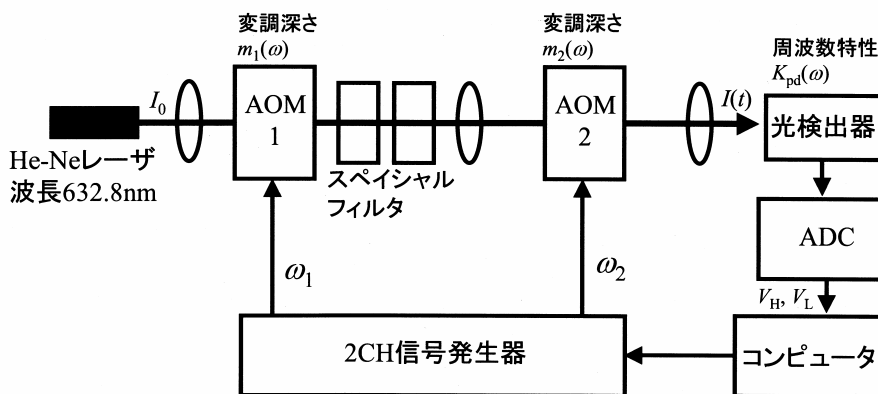 変調深さ
m₁(ω)
変調深さ
m₂(ω)
周波数特性
K_pd(ω)
I₀
AOM
1
AOM
2
I(t)
光検出器
He-Neレーザ
波長632.8nm
スペイシャル
フィルタ
ADC
ω₁
ω₂
V_H, V_L
2CH信号発生器
コンピュータ